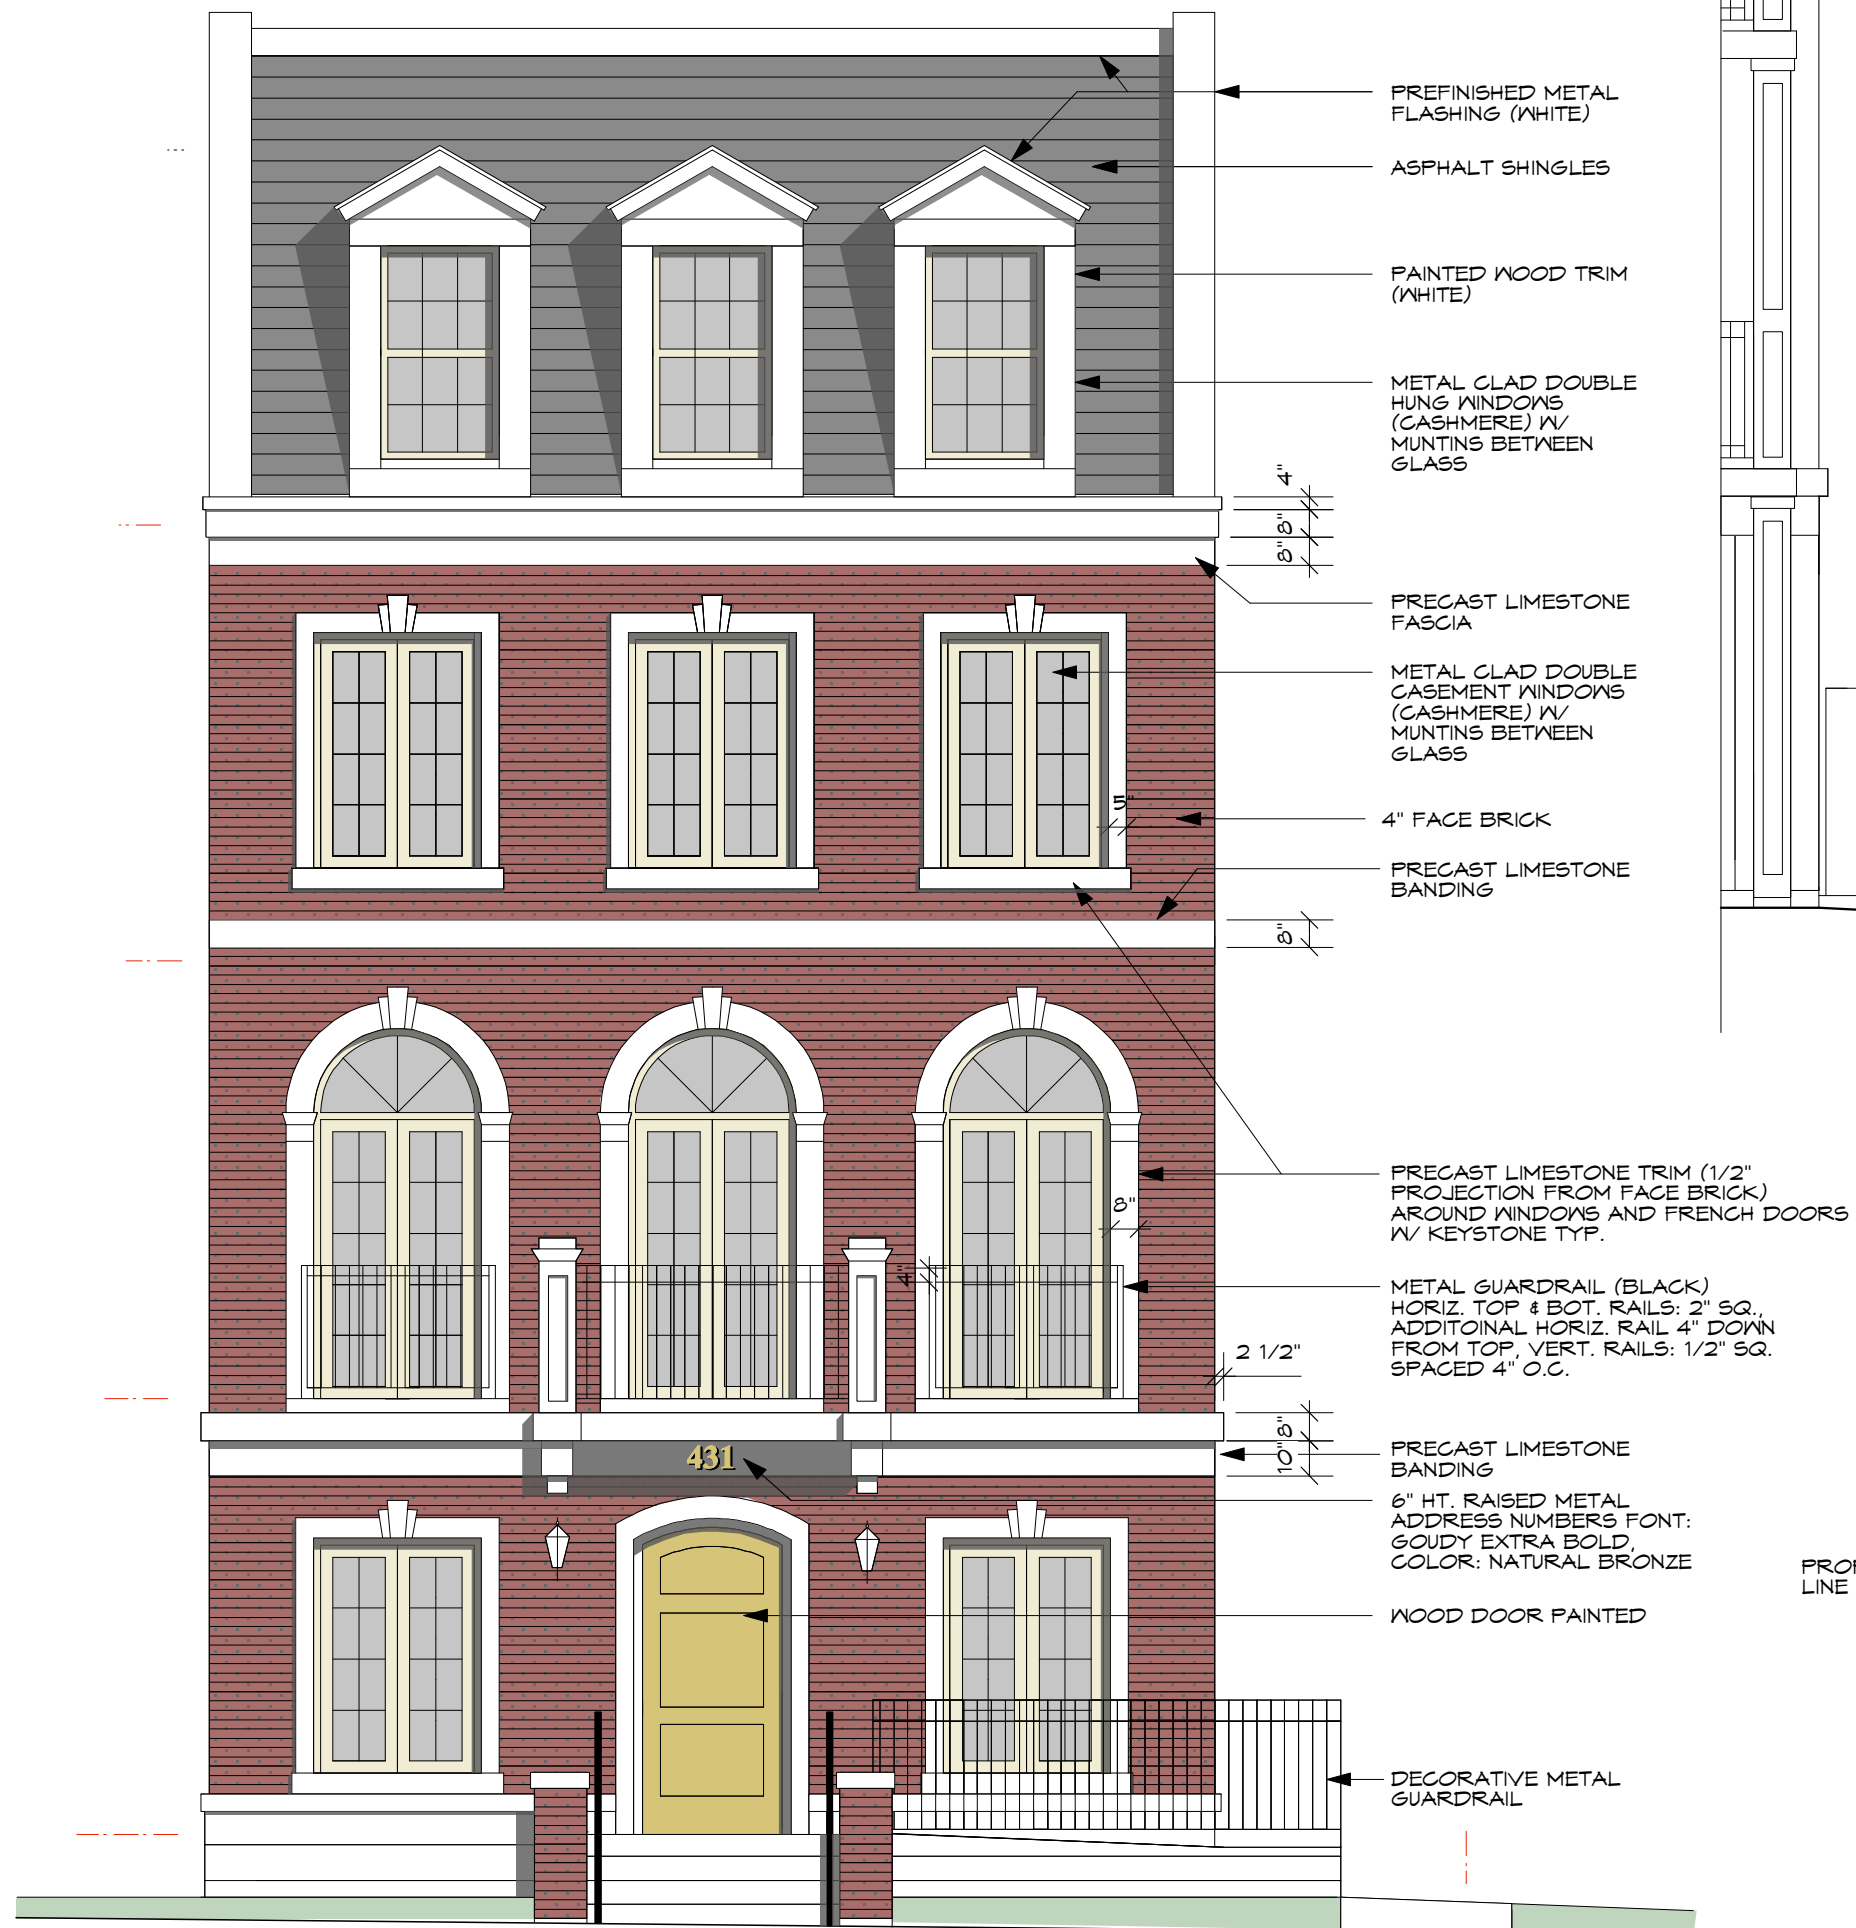 PREFINISHED METAL
FLASHING (WHITE)
ASPHALT SHINGLES
PAINTED WOOD TRIM
(WHITE)
METAL CLAD DOUBLE
HUNG WINDOWS
(CASHMERE) W/
MUNTINS BETWEEN
GLASS
4"
8"
8"
PRECAST LIMESTONE
FASCIA
METAL CLAD DOUBLE
CASEMENT WINDOWS
(CASHMERE) W/
MUNTINS BETWEEN
GLASS
5"
4" FACE BRICK
PRECAST LIMESTONE
BANDING
8"
PRECAST LIMESTONE TRIM (1/2"
PROJECTION FROM FACE BRICK)
AROUND WINDOWS AND FRENCH DOORS
W/ KEYSTONE TYP.
8"
4"
METAL GUARDRAIL (BLACK)
HORIZ. TOP & BOT. RAILS: 2" SQ.,
ADDITOINAL HORIZ. RAIL 4" DOWN
FROM TOP, VERT. RAILS: 1/2" SQ.
SPACED 4" O.C.
2 1/2"
8"
10"
431
PRECAST LIMESTONE
BANDING
6" HT. RAISED METAL
ADDRESS NUMBERS FONT:
GOUDY EXTRA BOLD,
COLOR: NATURAL BRONZE
LINE
WOOD DOOR PAINTED
DECORATIVE METAL
GUARDRAIL